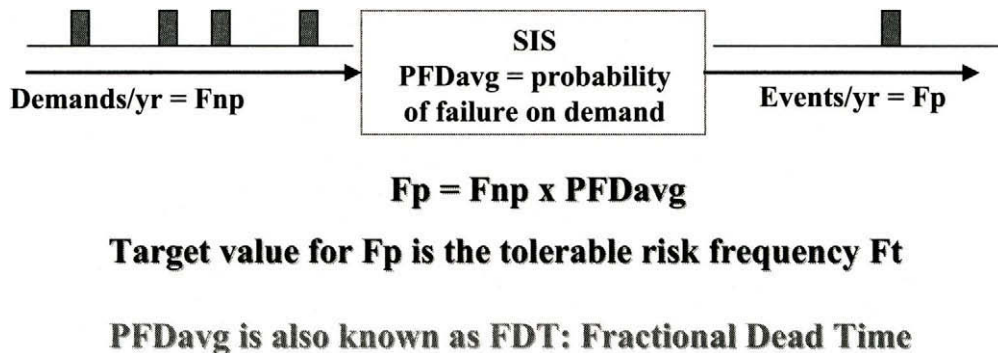 SIS
PFDavg = probability
of failure on demand
Demands/yr = Fnp
Events/yr = Fp
Fp = Fnp x PFDavg
Target value for Fp is the tolerable risk frequency Ft
PFDavg is also known as FDT: Fractional Dead Time